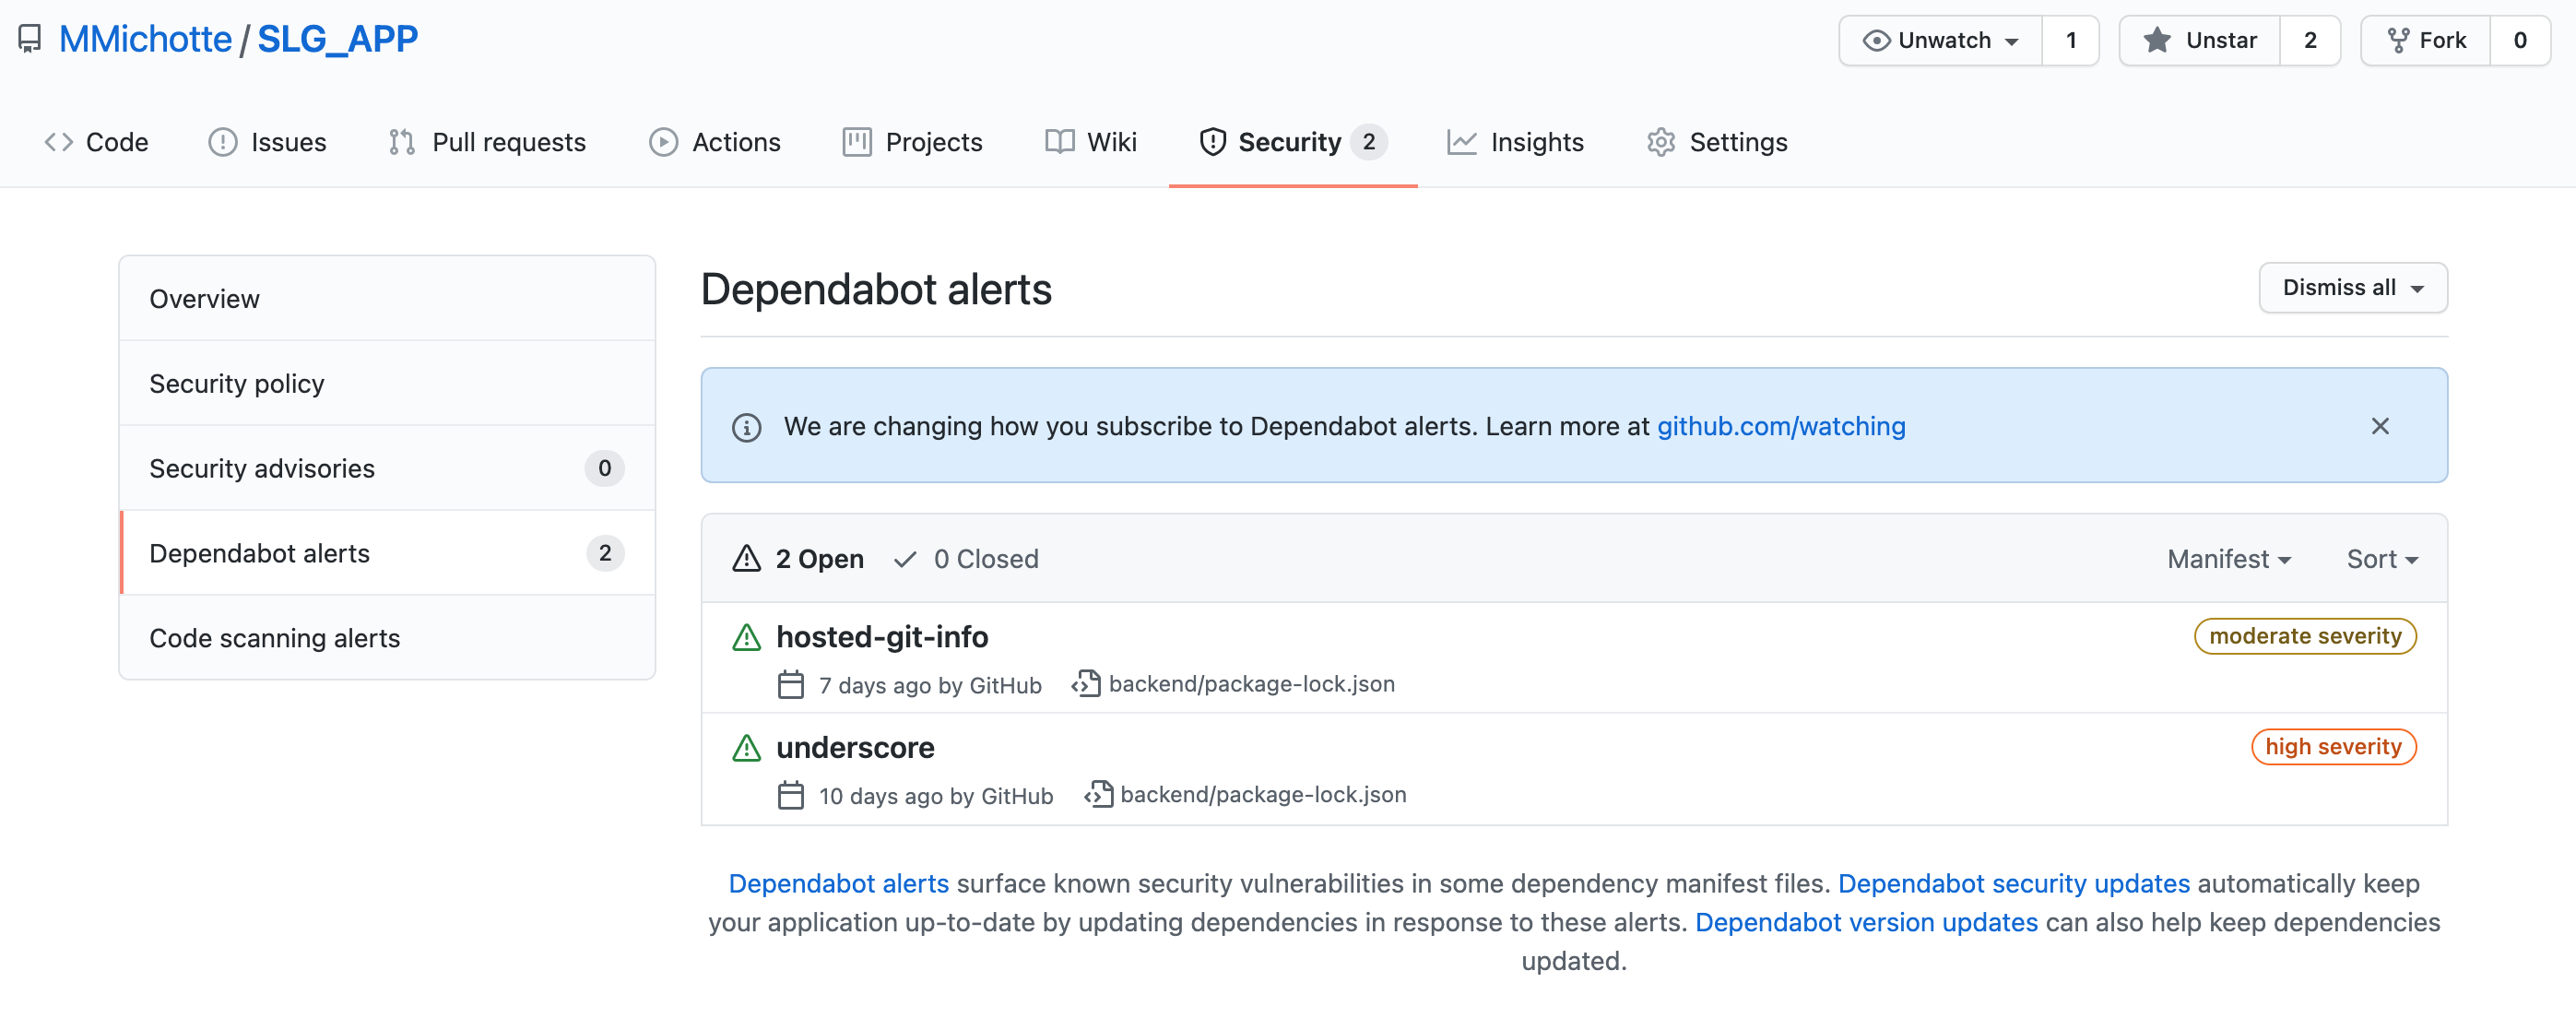 MMichotte / SLG_APP
Unwatch 1 Unstar 2 Fork 0
Code Issues Pull requests Actions Projects Wiki Security 2 Insights Settings
Overview
Security policy
Security advisories 0
Dependabot alerts 2
Code scanning alerts
Dependabot alerts Dismiss all
We are changing how you subscribe to Dependabot alerts. Learn more at github.com/watching
2 Open 0 Closed Manifest Sort
hosted-git-info moderate severity
7 days ago by GitHub backend/package-lock.json
underscore high severity
10 days ago by GitHub backend/package-lock.json
Dependabot alerts surface known security vulnerabilities in some dependency manifest files. Dependabot security updates automatically keep
your application up-to-date by updating dependencies in response to these alerts. Dependabot version updates can also help keep dependencies
updated.